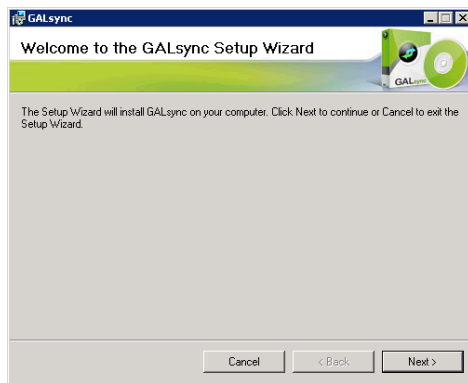 GALsync
Welcome to the GALsync Setup Wizard
GALsync
The Setup Wizard will install GALsync on your computer. Click Next to continue or Cancel to exit the
Setup Wizard.
Cancel
< Back
Next >